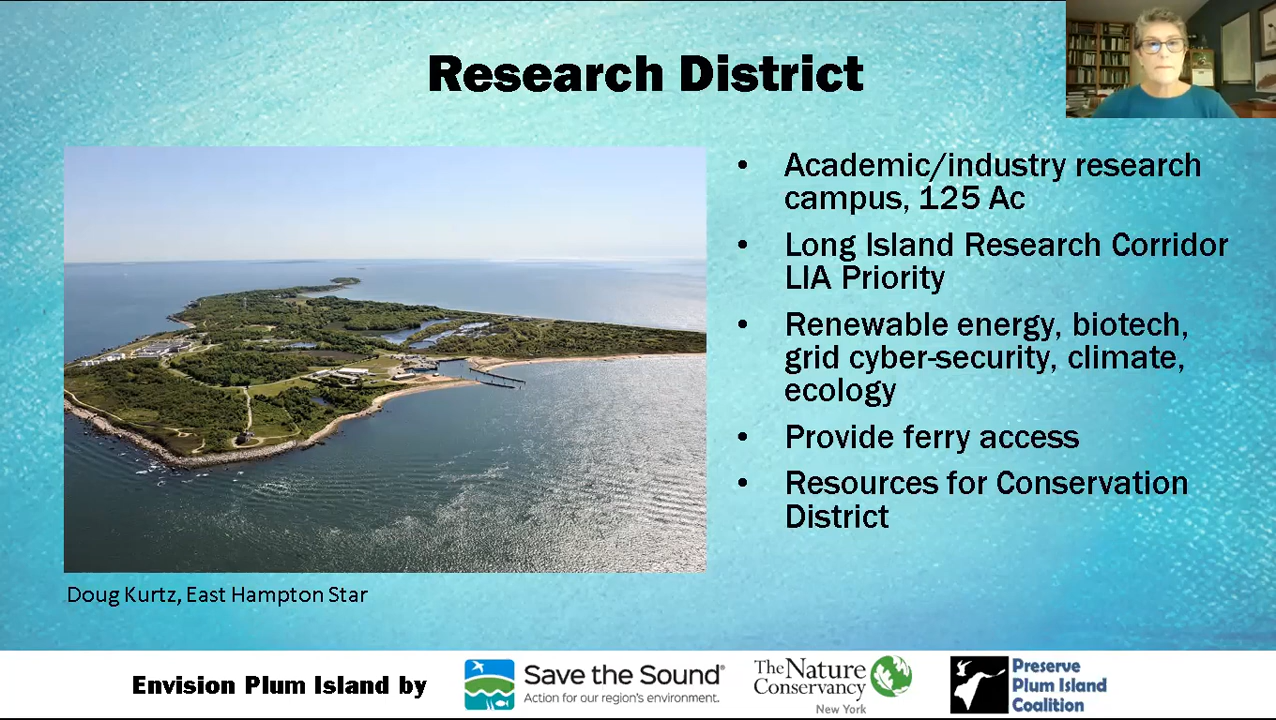 Research District
• Academic/industry research
campus, 125 Ac
• Long Island Research Corridor
LIA Priority
• Renewable energy, biotech,
grid cyber-security, climate,
ecology
• Provide ferry access
• Resources for Conservation
District
Doug Kurtz, East Hampton Star
Envision Plum Island by
Save the Sound®
Action for our region's environment.
The Nature
Conservancy
New York
Preserve
Plum Island
Coalition